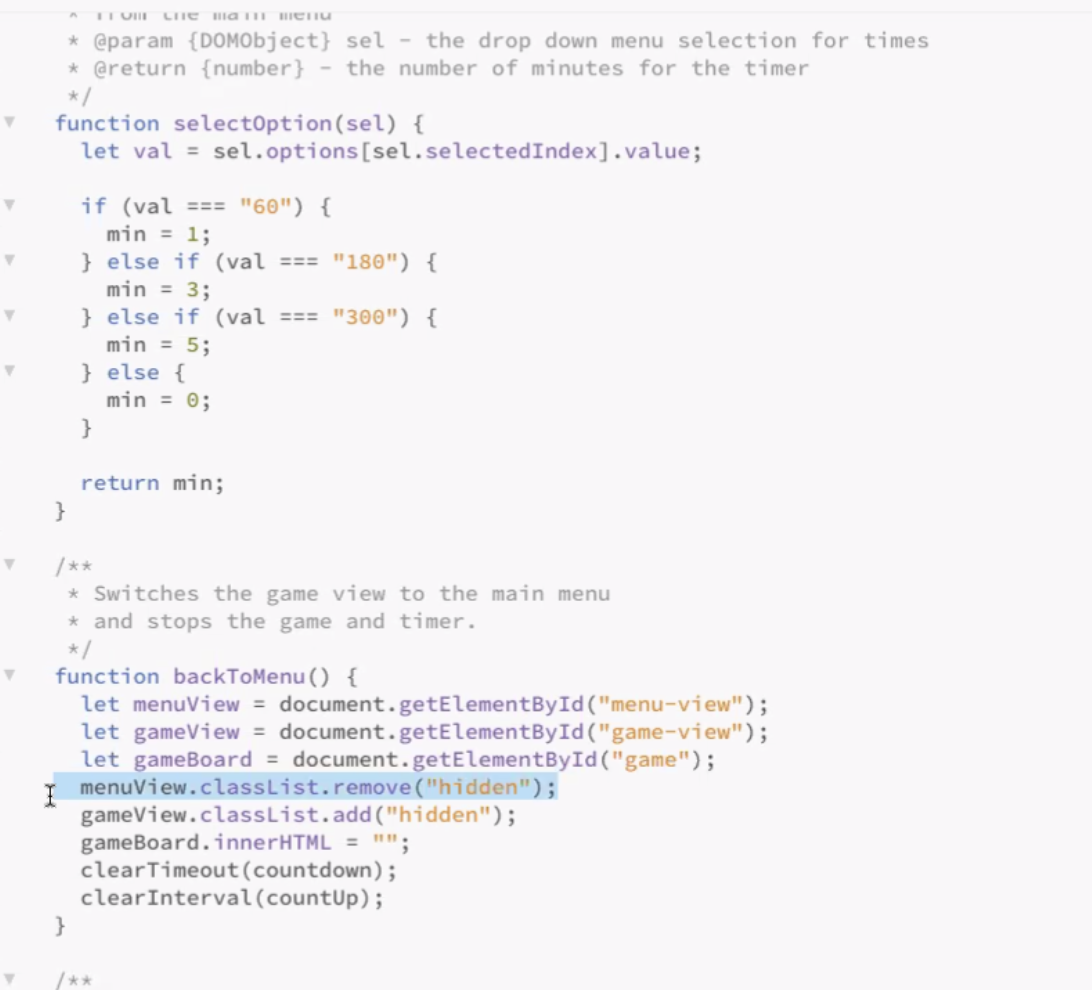 * from the main menu
* @param {DOMObject} sel - the drop down menu selection for times
* @return {number} - the number of minutes for the timer
*/
function selectOption(sel) {
let val = sel.options[sel.selectedIndex].value;
if (val === "60") {
min = 1;
} else if (val === "180") {
min = 3;
} else if (val === "300") {
min = 5;
} else {
min = 0;
}
return min;
}
/**
* Switches the game view to the main menu
* and stops the game and timer.
*/
function backToMenu() {
let menuView = document.getElementById("menu-view");
let gameView = document.getElementById("game-view");
let gameBoard = document.getElementById("game");
menuView.classList.remove("hidden");
gameView.classList.add("hidden");
gameBoard.innerHTML = "";
clearTimeout(countdown);
clearInterval(countUp);
}
/**